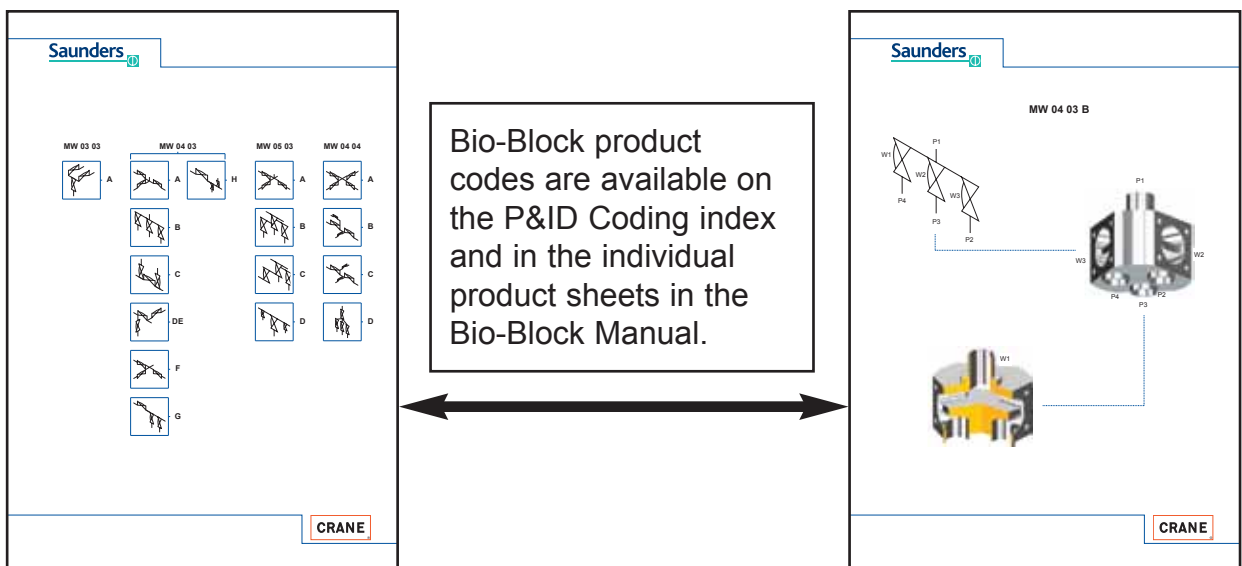 Saunders
MW 03 03
MW 04 03
MW 05 03
MW 04 04
A
A
H
A
A
B
B
B
C
C
C
DE
D
D
F
G
CRANE
Bio-Block product
codes are available on
the P&ID Coding index
and in the individual
product sheets in the
Bio-Block Manual.
Saunders
MW 04 03 B
P1
W1
W2
W3
P4
P3
P2
P1
W3
W2
P4
P2
P3
W1
CRANE